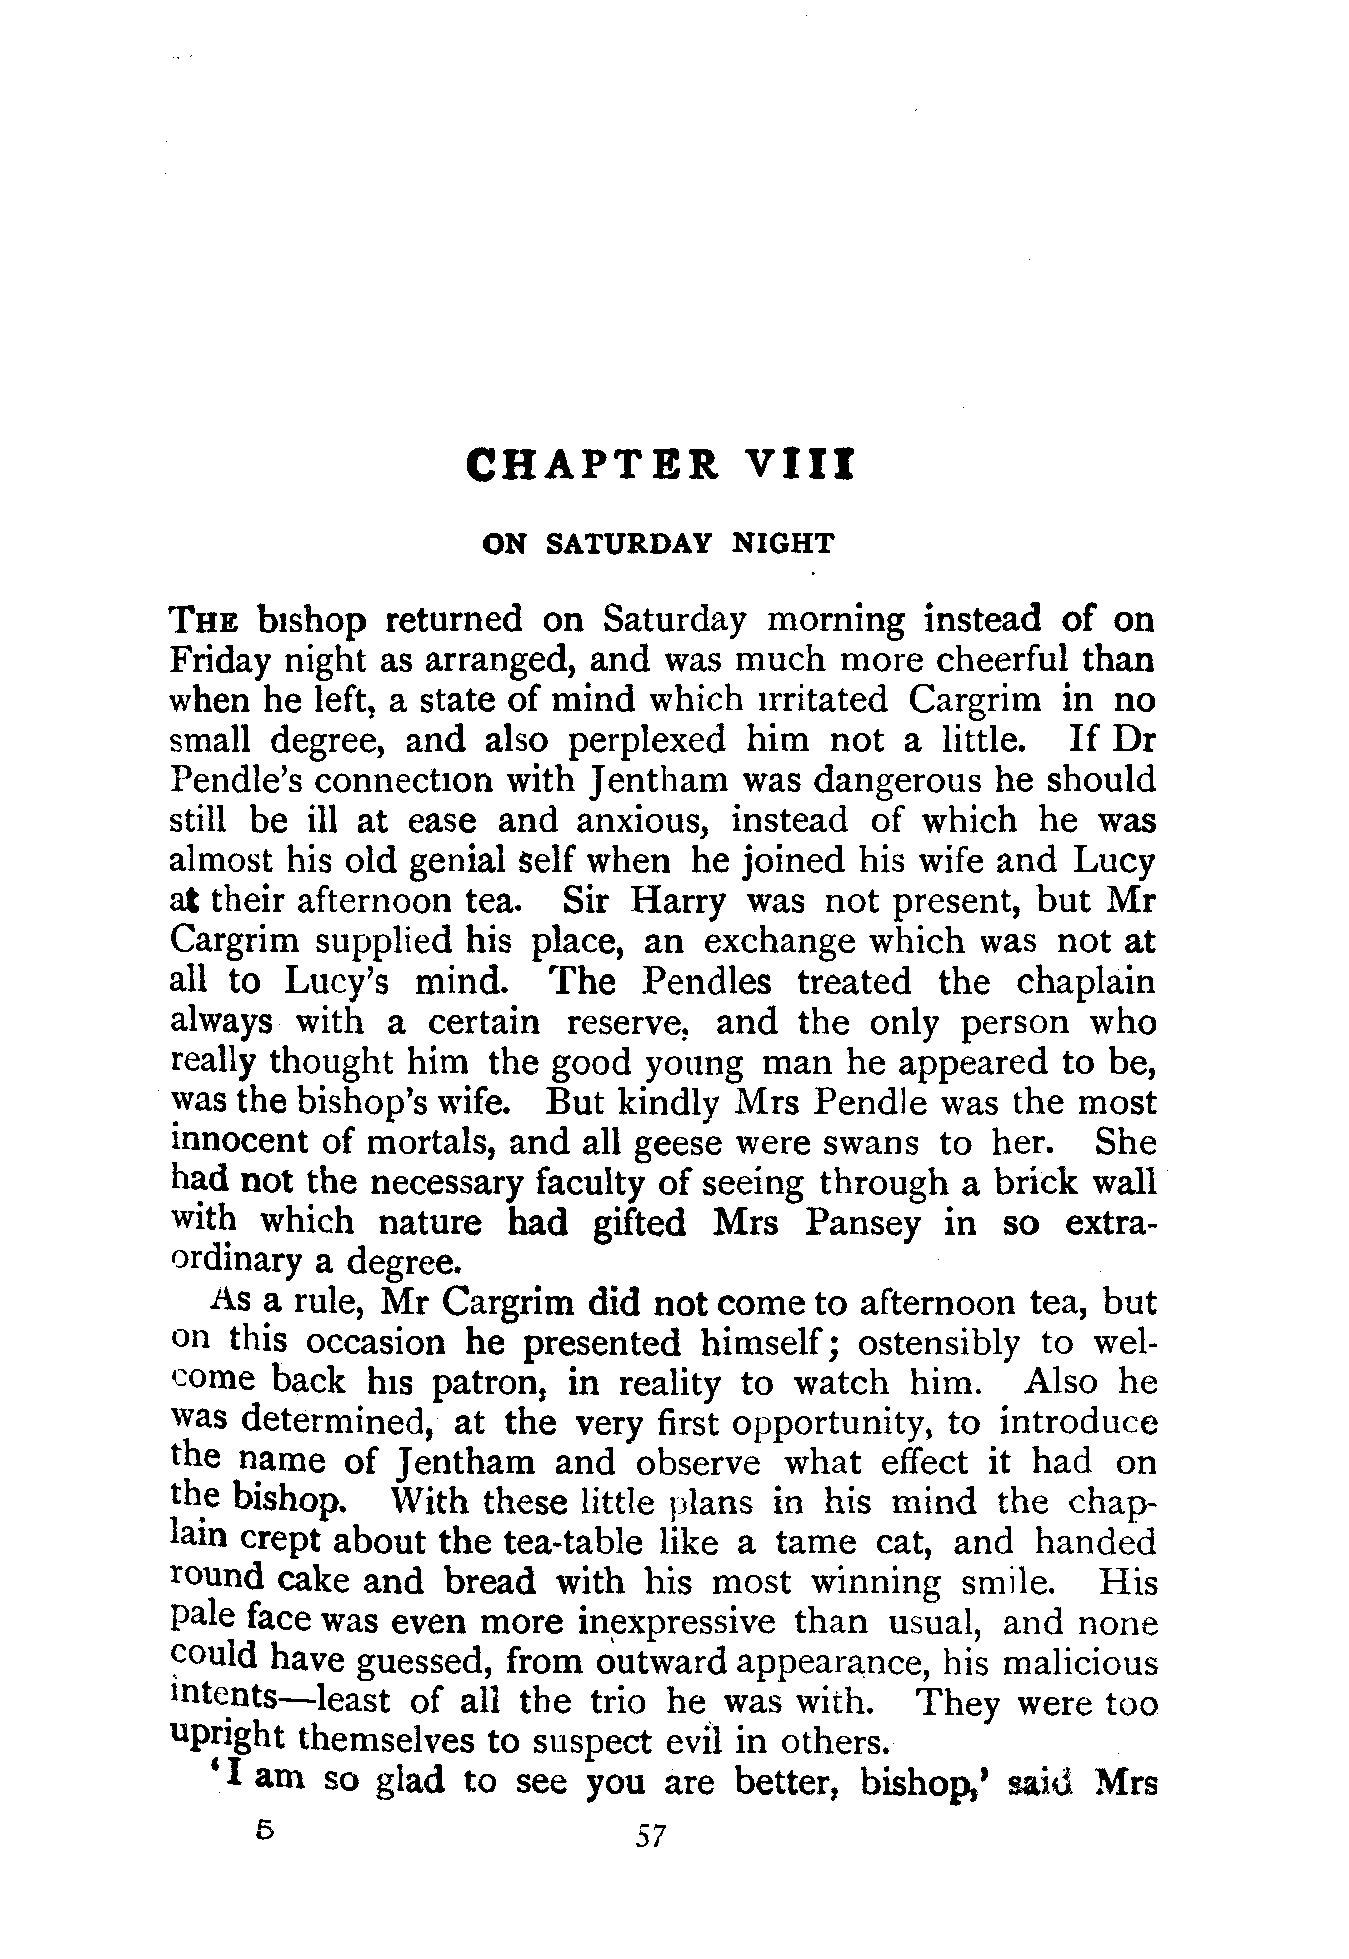 CHAPTER VIII
ON SATURDAY NIGHT
THE bishop returned on Saturday morning instead of on
Friday night as arranged, and was much more cheerful than
when he left, a state of mind which irritated Cargrim in no
small degree, and also perplexed him not a little. If Dr
Pendle's connection with Jentham was dangerous he should
still be ill at ease and anxious, instead of which he was
almost his old genial self when he joined his wife and Lucy
at their afternoon tea. Sir Harry was not present, but Mr
Cargrim supplied his place, an exchange which was not at
all to Lucy's mind. The Pendles treated the chaplain
always with a certain reserve, and the only person who
really thought him the good young man he appeared to be,
was the bishop's wife. But kindly Mrs Pendle was the most
innocent of mortals, and all geese were swans to her. She
had not the necessary faculty of seeing through a brick wall
with which nature had gifted Mrs Pansey in so extra-
ordinary a degree.
As a rule, Mr Cargrim did not come to afternoon tea, but
on this occasion he presented himself; ostensibly to wel-
come back his patron, in reality to watch him. Also he
was determined, at the very first opportunity, to introduce
the name of Jentham and observe what effect it had on
the bishop. With these little plans in his mind the chap-
lain crept about the tea-table like a tame cat, and handed
round cake and bread with his most winning smile. His
pale face was even more inexpressive than usual, and none
could have guessed, from outward appearance, his malicious
intents—least of all the trio he was with. They were too
upright themselves to suspect evil in others.
'I am so glad to see you are better, bishop,' said Mrs
5 57